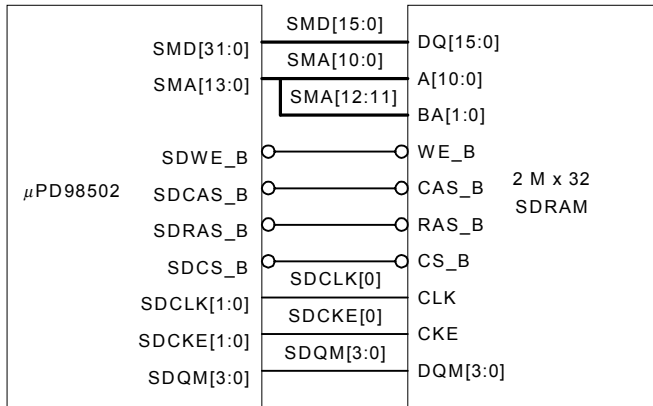 SMD[15:0]
SMD[31:0]
DQ[15:0]
SMA[10:0]
SMA[13:0]
A[10:0]
SMA[12:11]
BA[1:0]
SDWE_B
WE_B
µPD98502
SDCAS_B
CAS_B
2 M x 32
SDRAM
SDRAS_B
RAS_B
SDCS_B
CS_B
SDCLK[0]
SDCLK[1:0]
CLK
SDCKE[0]
SDCKE[1:0]
CKE
SDQM[3:0]
SDQM[3:0]
DQM[3:0]